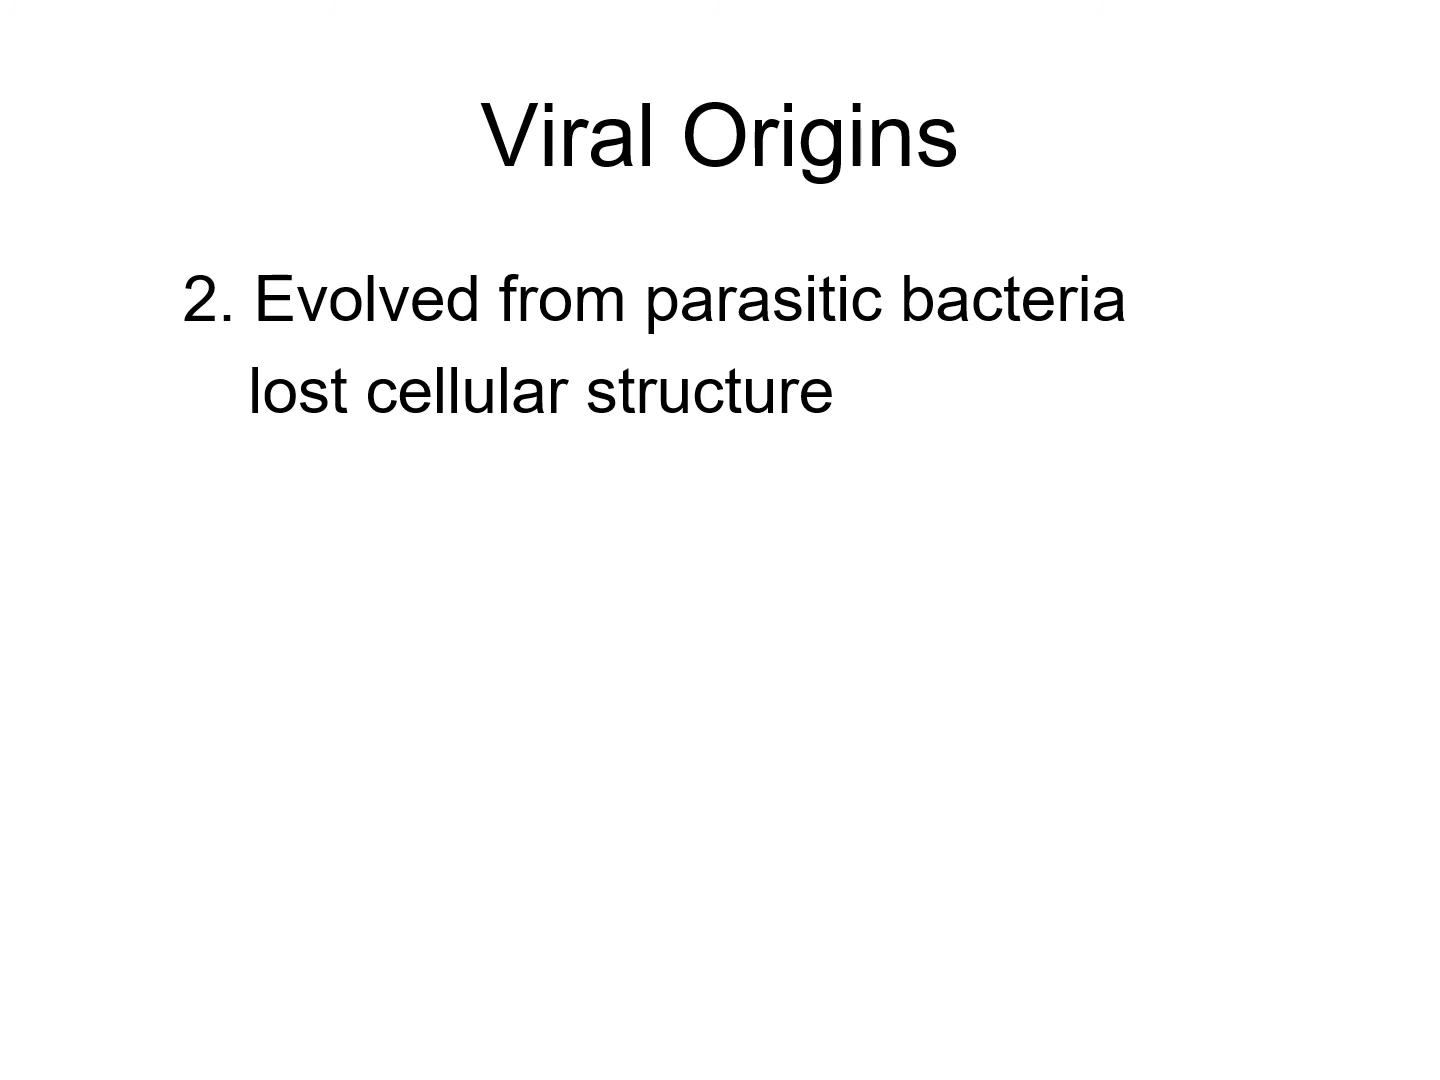 Viral Origins
2. Evolved from parasitic bacteria
lost cellular structure